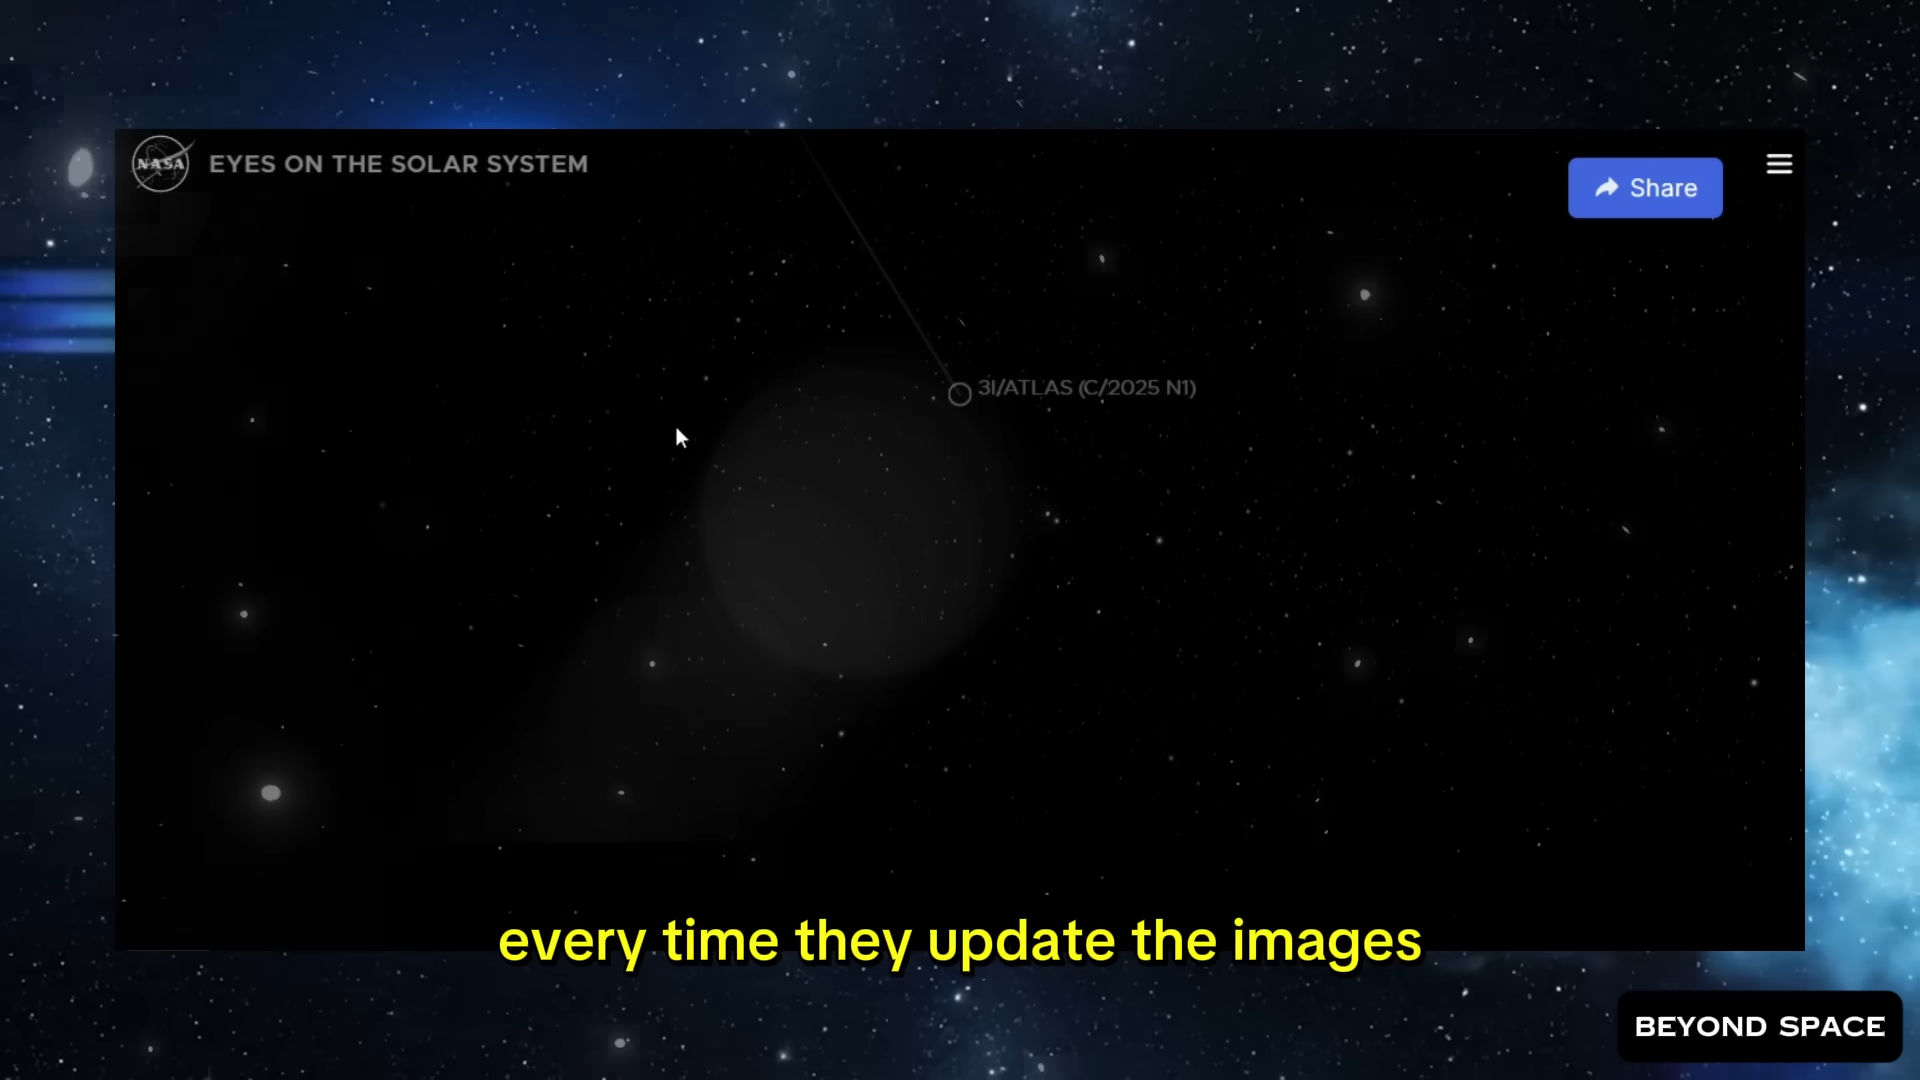 NASA
EYES ON THE SOLAR SYSTEM
Share
3I/ATLAS (C/2025 N1)
every time they update the images
BEYOND SPACE